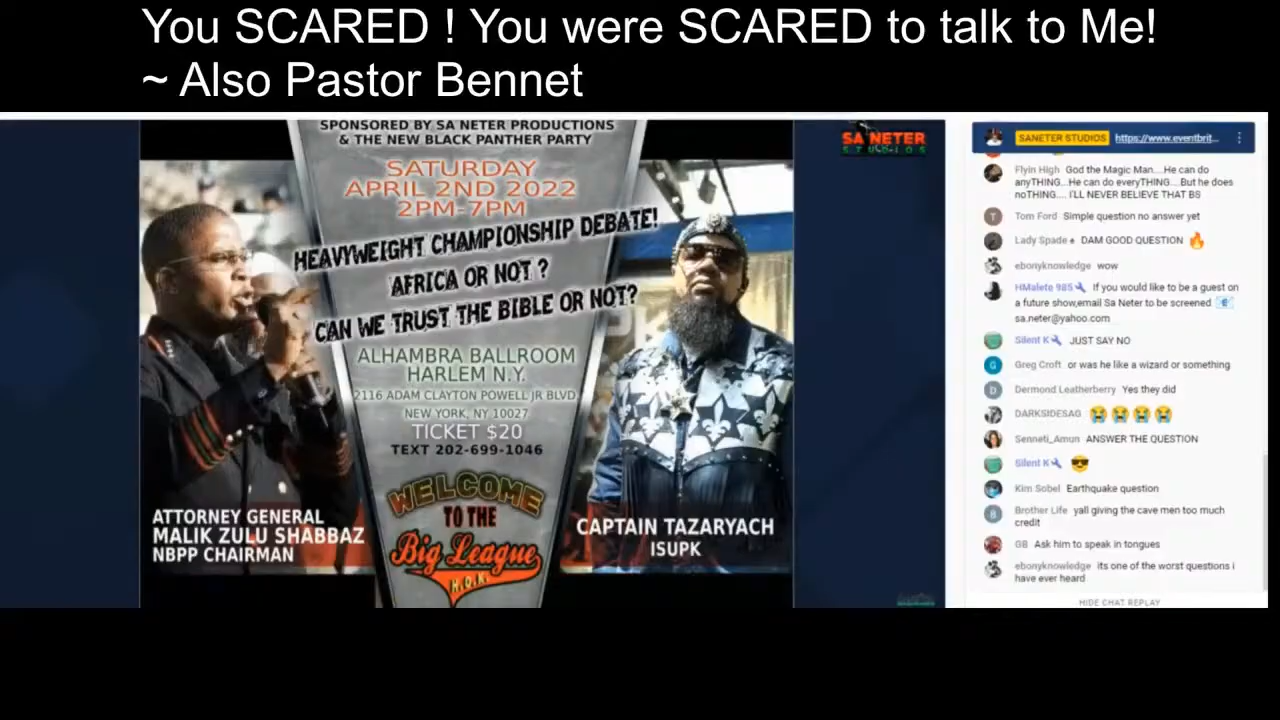 You SCARED ! You were SCARED to talk to Me!
~ Also Pastor Bennet
SPONSORED BY SA NETER PRODUCTIONS
& THE NEW BLACK PANTHER PARTY
SATURDAY
APRIL 2ND 2022
2PM-7PM
HEAVYWEIGHT CHAMPIONSHIP DEBATE!
AFRICA OR NOT ?
CAN WE TRUST THE BIBLE OR NOT?
ALHAMBRA BALLROOM
HARLEM N.Y.
2116 ADAM CLAYTON POWELL JR BLVD.
NEW YORK, NY 10027
TICKET $20
TEXT 202-699-1046
WELCOME
TO THE
Big League
H.O.K.
ATTORNEY GENERAL
MALIK ZULU SHABBAZ
NBPP CHAIRMAN
CAPTAIN TAZARYACH
ISUPK
SA NETER
STUDIOS
SANETER STUDIOS https://www.eventbrit...
Flyin High God the Magic Man....He can do
anyTHING...He can do everyTHING....But he does
noTHING.... I'LL NEVER BELIEVE THAT BS
T Tom Ford Simple question no answer yet
Lady Spade♠ DAM GOOD QUESTION 🔥
ebonyknowledge wow
HMalete 985 If you would like to be a guest on
a future show,email Sa Neter to be screened 📧
sa.neter@yahoo.com
Silent K JUST SAY NO
G Greg Croft or was he like a wizard or something
D Dermond Leatherberry Yes they did
DARKSIDESAG 😭😭😭😭
Senneti_Amun ANSWER THE QUESTION
Silent K 😎
Kim Sobel Earthquake question
B Brother Life yall giving the cave men too much
credit
GB Ask him to speak in tongues
ebonyknowledge its one of the worst questions i
have ever heard
HIDE CHAT REPLAY